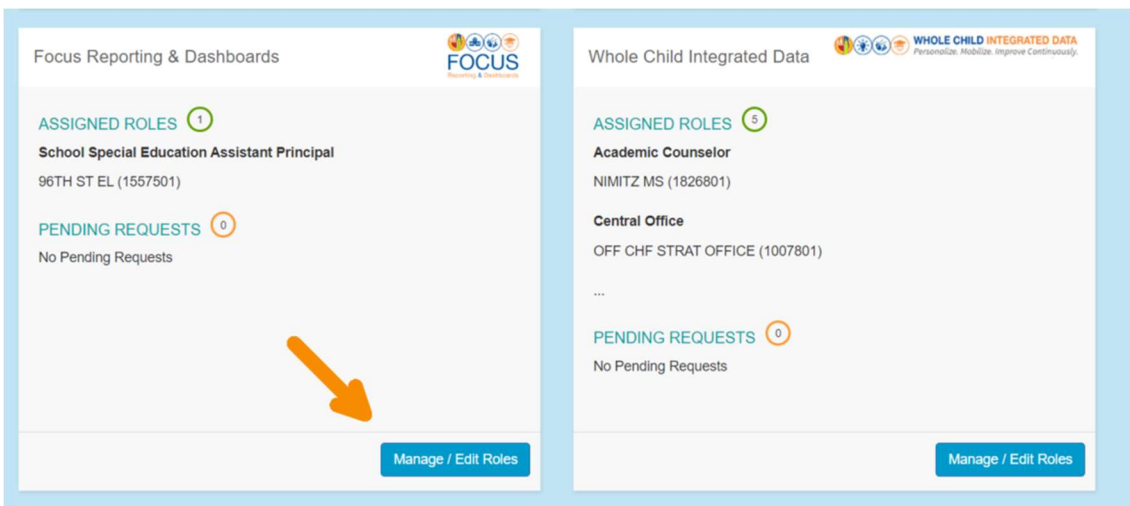 Focus Reporting & Dashboards
FOCUS
Reporting & Dashboards
ASSIGNED ROLES 1
School Special Education Assistant Principal
96TH ST EL (1557501)
PENDING REQUESTS 0
No Pending Requests
Manage / Edit Roles
Whole Child Integrated Data
WHOLE CHILD INTEGRATED DATA
Personalize. Mobilize. Improve Continuously.
ASSIGNED ROLES 5
Academic Counselor
NIMITZ MS (1826801)
Central Office
OFF CHF STRAT OFFICE (1007801)
...
PENDING REQUESTS 0
No Pending Requests
Manage / Edit Roles